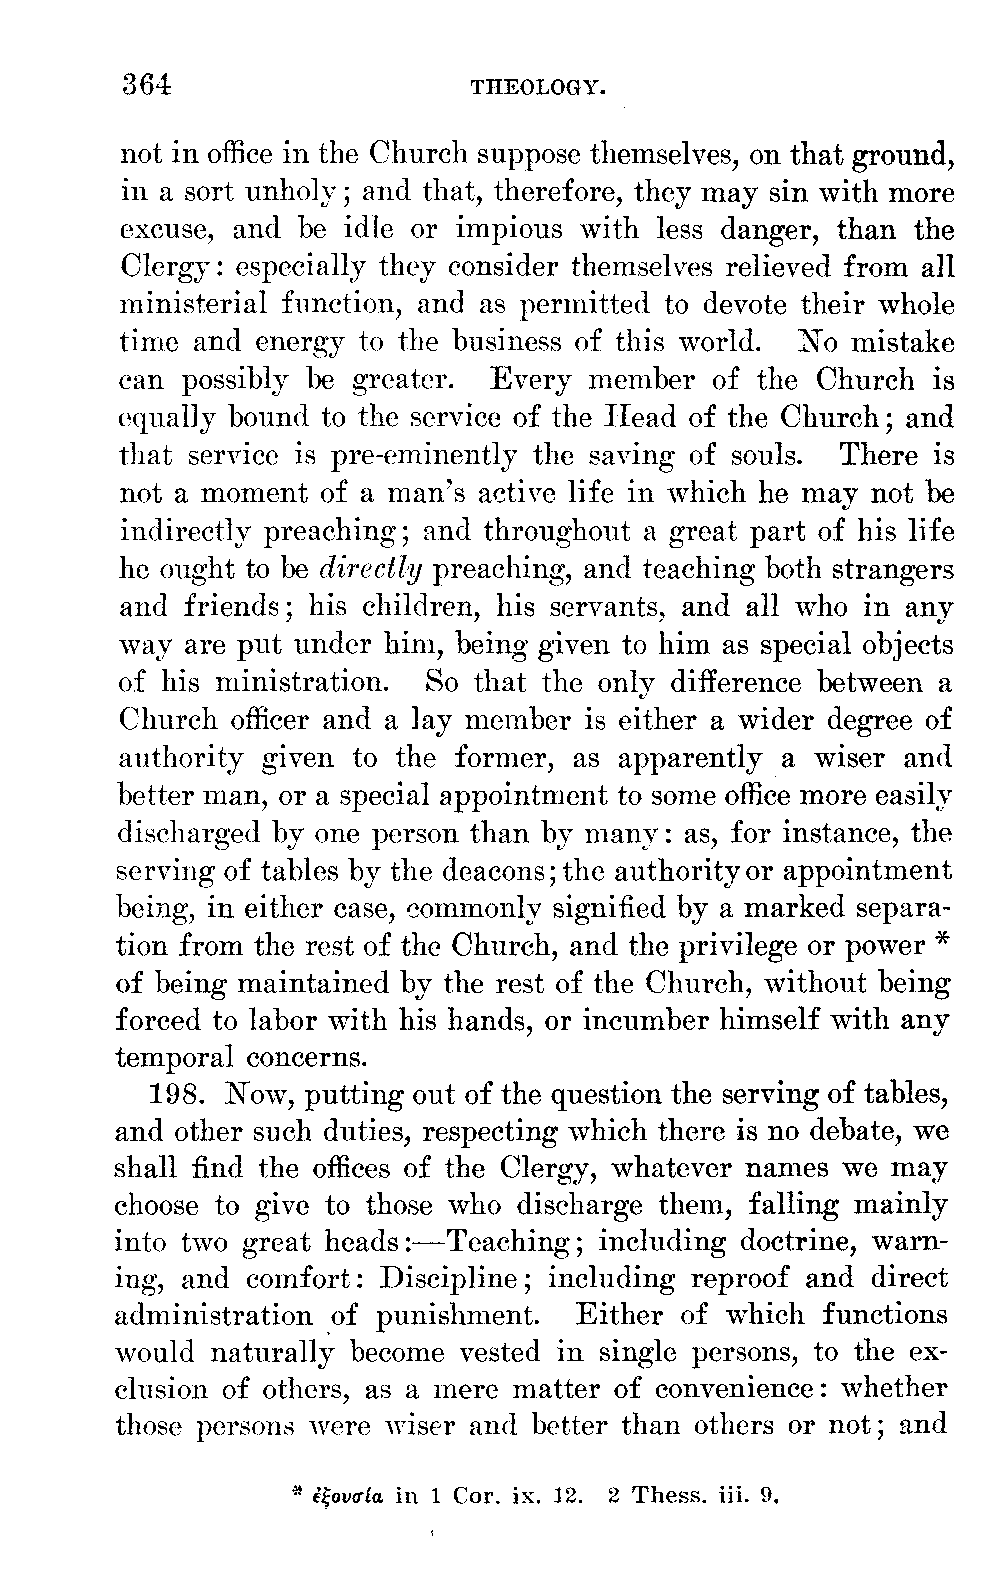 364 THEOLOGY.
not in office in the Church suppose themselves, on that ground,
in a sort unholy; and that, therefore, they may sin with more
excuse, and be idle or impious with less danger, than the
Clergy: especially they consider themselves relieved from all
ministerial function, and as permitted to devote their whole
time and energy to the business of this world. No mistake
can possibly be greater. Every member of the Church is
equally bound to the service of the Head of the Church; and
that service is pre-eminently the saving of souls. There is
not a moment of a man's active life in which he may not be
indirectly preaching; and throughout a great part of his life
he ought to be directly preaching, and teaching both strangers
and friends; his children, his servants, and all who in any
way are put under him, being given to him as special objects
of his ministration. So that the only difference between a
Church officer and a lay member is either a wider degree of
authority given to the former, as apparently a wiser and
better man, or a special appointment to some office more easily
discharged by one person than by many: as, for instance, the
serving of tables by the deacons; the authority or appointment
being, in either case, commonly signified by a marked separa-
tion from the rest of the Church, and the privilege or power *
of being maintained by the rest of the Church, without being
forced to labor with his hands, or incumber himself with any
temporal concerns.
198. Now, putting out of the question the serving of tables,
and other such duties, respecting which there is no debate, we
shall find the offices of the Clergy, whatever names we may
choose to give to those who discharge them, falling mainly
into two great heads:—Teaching; including doctrine, warn-
ing, and comfort: Discipline; including reproof and direct
administration of punishment. Either of which functions
would naturally become vested in single persons, to the ex-
clusion of others, as a mere matter of convenience: whether
those persons were wiser and better than others or not; and
* ἐξουσία in 1 Cor. ix. 12. 2 Thess. iii. 9.